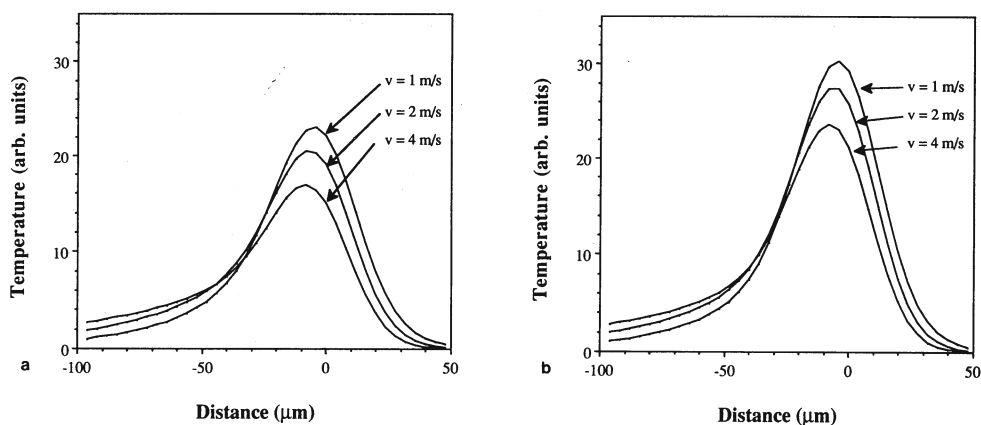 30
20
10
0
Temperature (arb. units)
v = 1 m/s
v = 2 m/s
v = 4 m/s
-100
-50
0
50
Distance (μm)
a
30
20
10
0
Temperature (arb. units)
v = 1 m/s
v = 2 m/s
v = 4 m/s
-100
-50
0
50
Distance (μm)
b